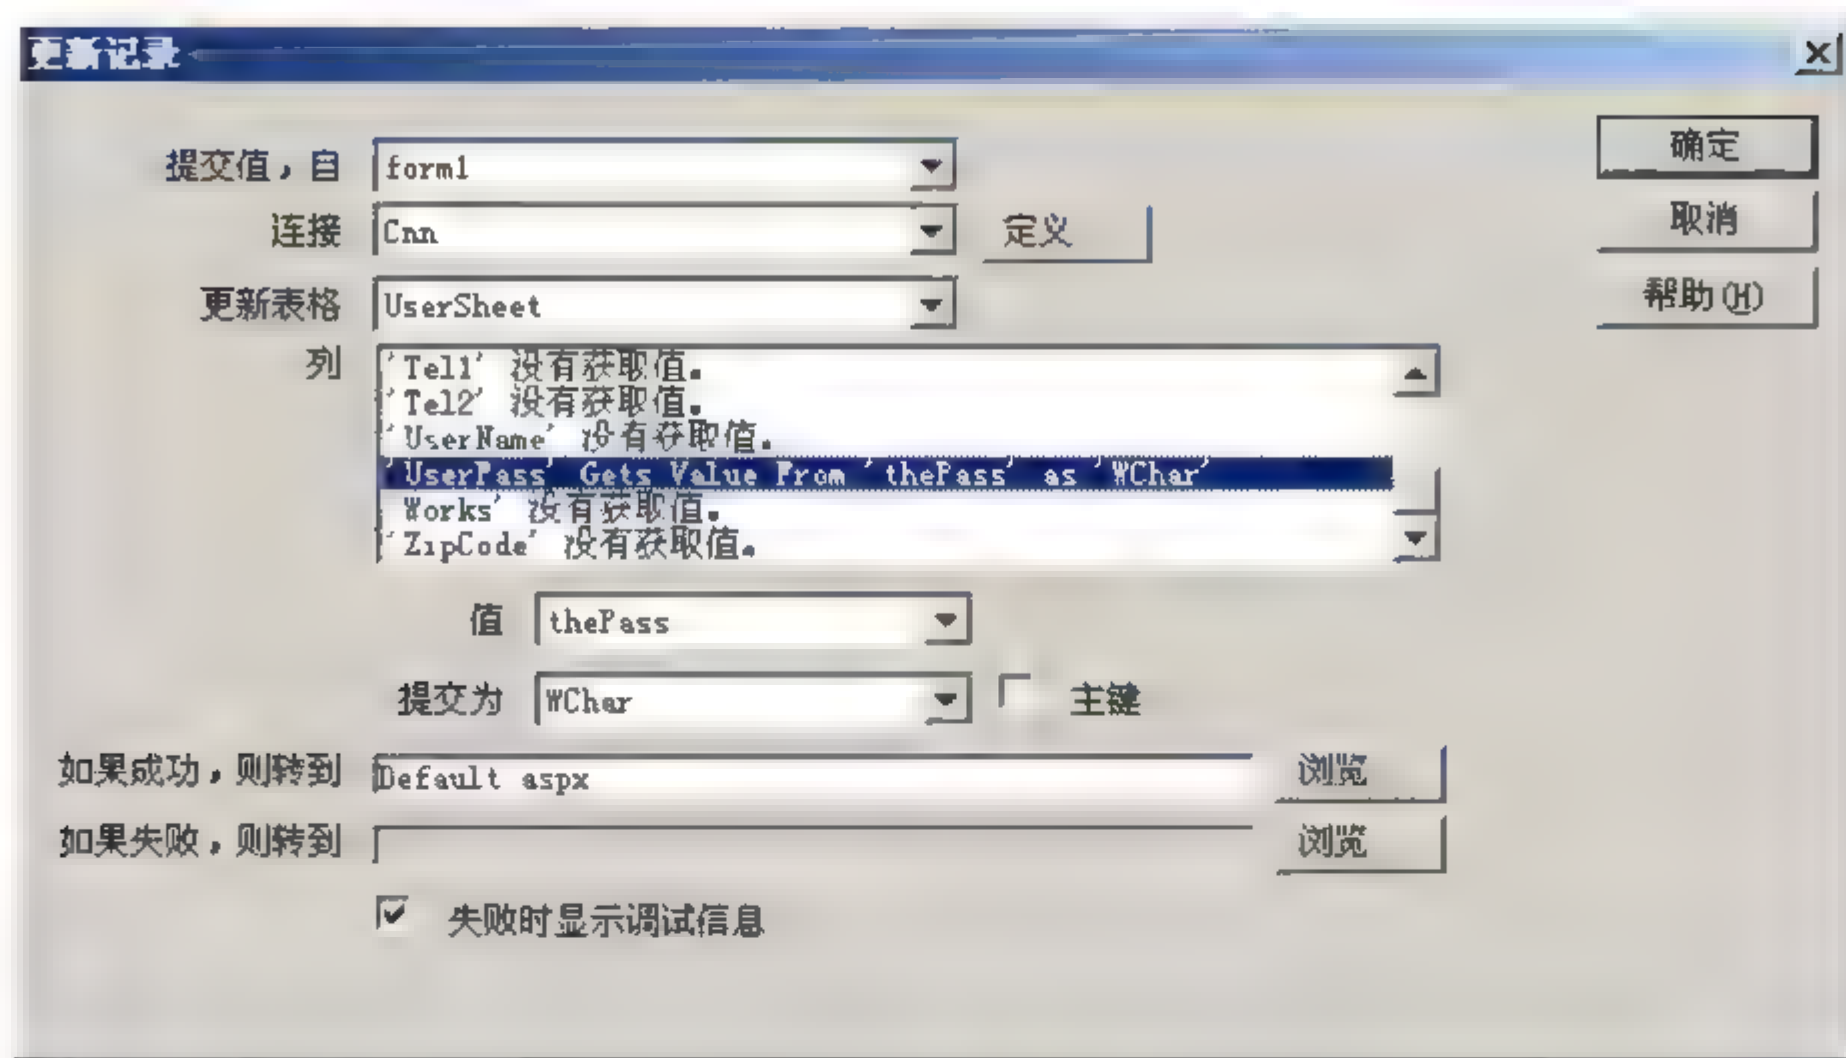 更新记录
提交值，自 form1 确定
连接 Cnn 定义 取消
更新表格 UserSheet 帮助(H)
列 'Tel1' 没有获取值。
'Tel2' 没有获取值。
'UserName' 没有获取值。
'UserPass' Gets Value From 'thePass' as 'WChar'
Works' 没有获取值。
'ZipCode' 没有获取值。
值 thePass
提交为 WChar 主键
如果成功，则转到 Default aspx 浏览
如果失败，则转到 浏览
失败时显示调试信息